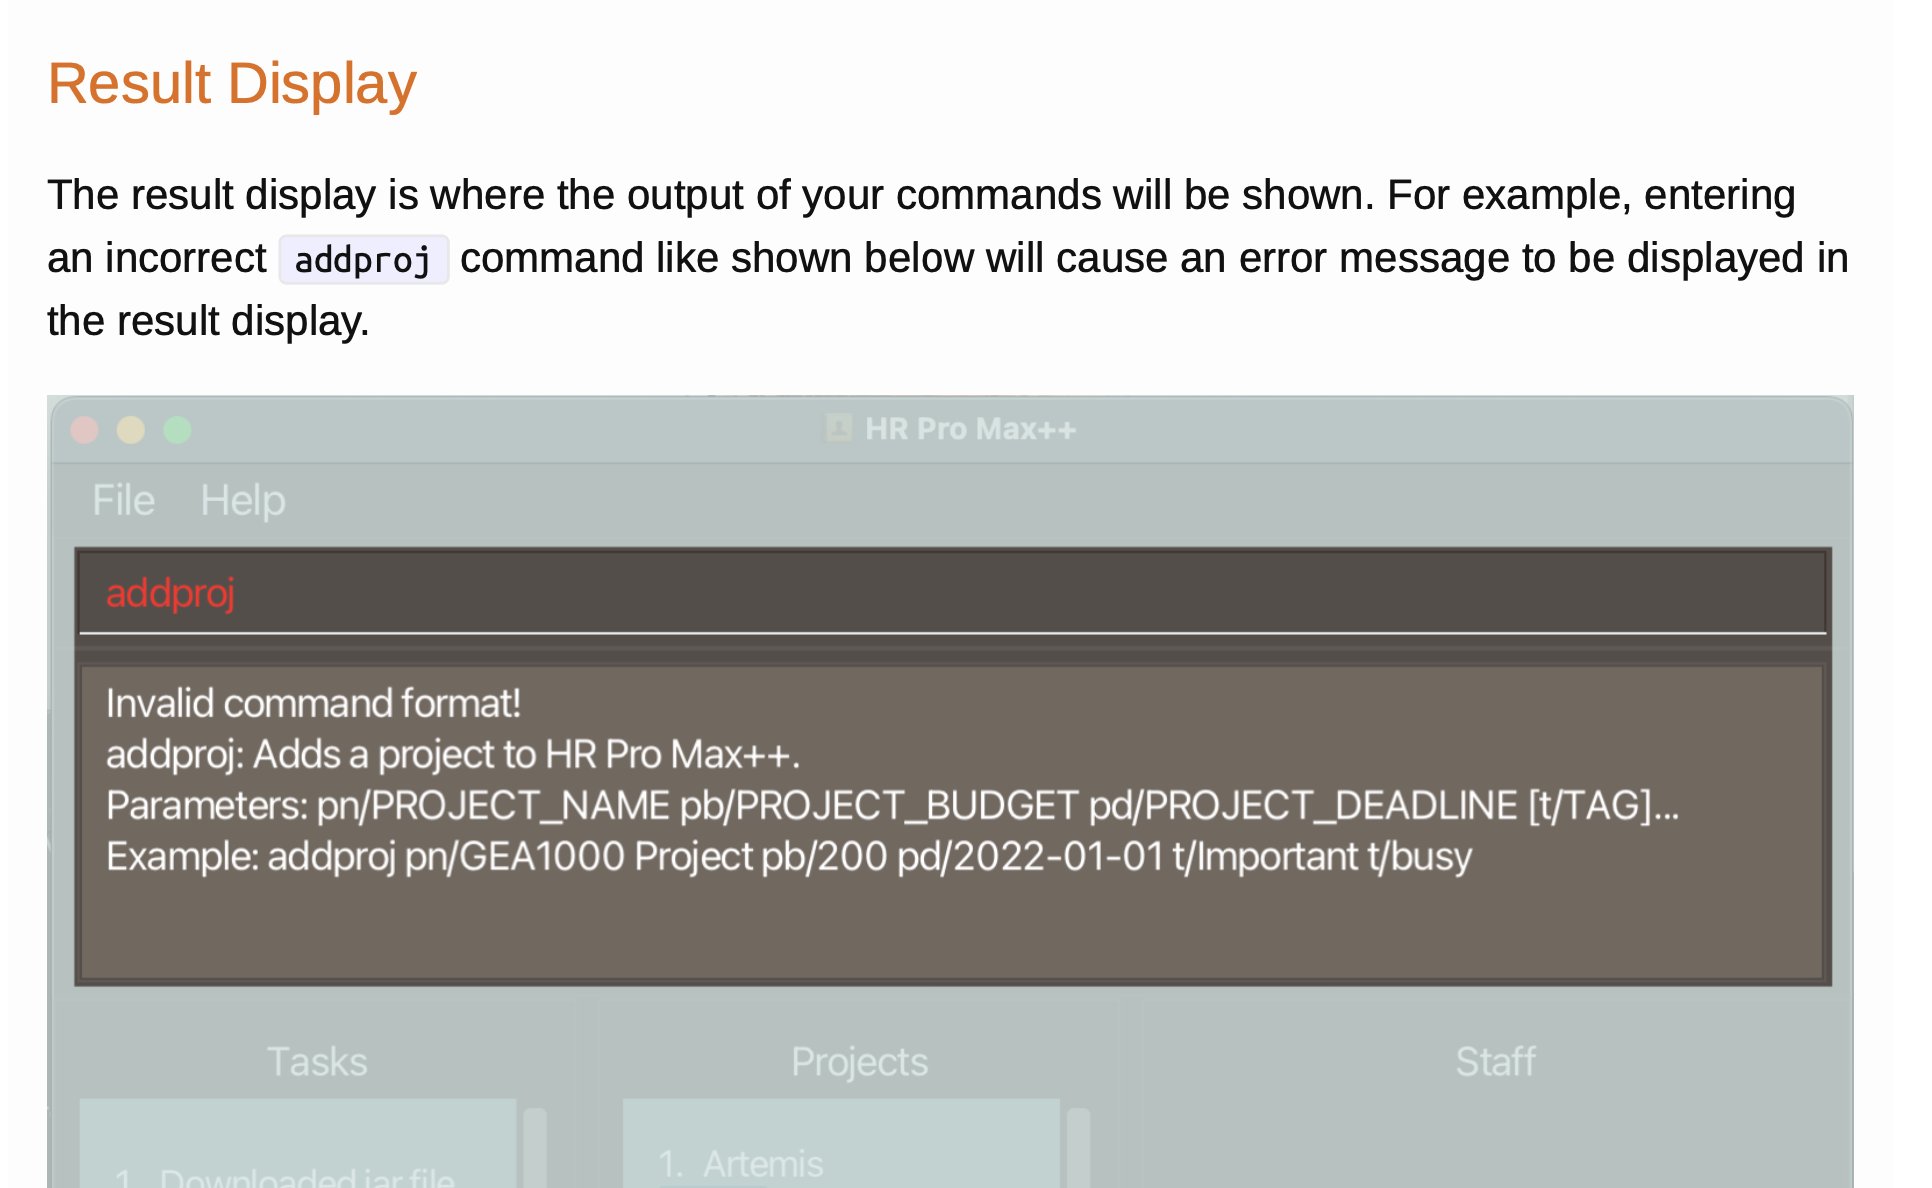 Result Display
The result display is where the output of your commands will be shown. For example, entering
an incorrect addproj command like shown below will cause an error message to be displayed in
the result display.
HR Pro Max++
File Help
addproj
Invalid command format!
addproj: Adds a project to HR Pro Max++.
Parameters: pn/PROJECT_NAME pb/PROJECT_BUDGET pd/PROJECT_DEADLINE [t/TAG]...
Example: addproj pn/GEA1000 Project pb/200 pd/2022-01-01 t/Important t/busy
Tasks Projects Staff
1. Artemis
1. Downloaded jar file